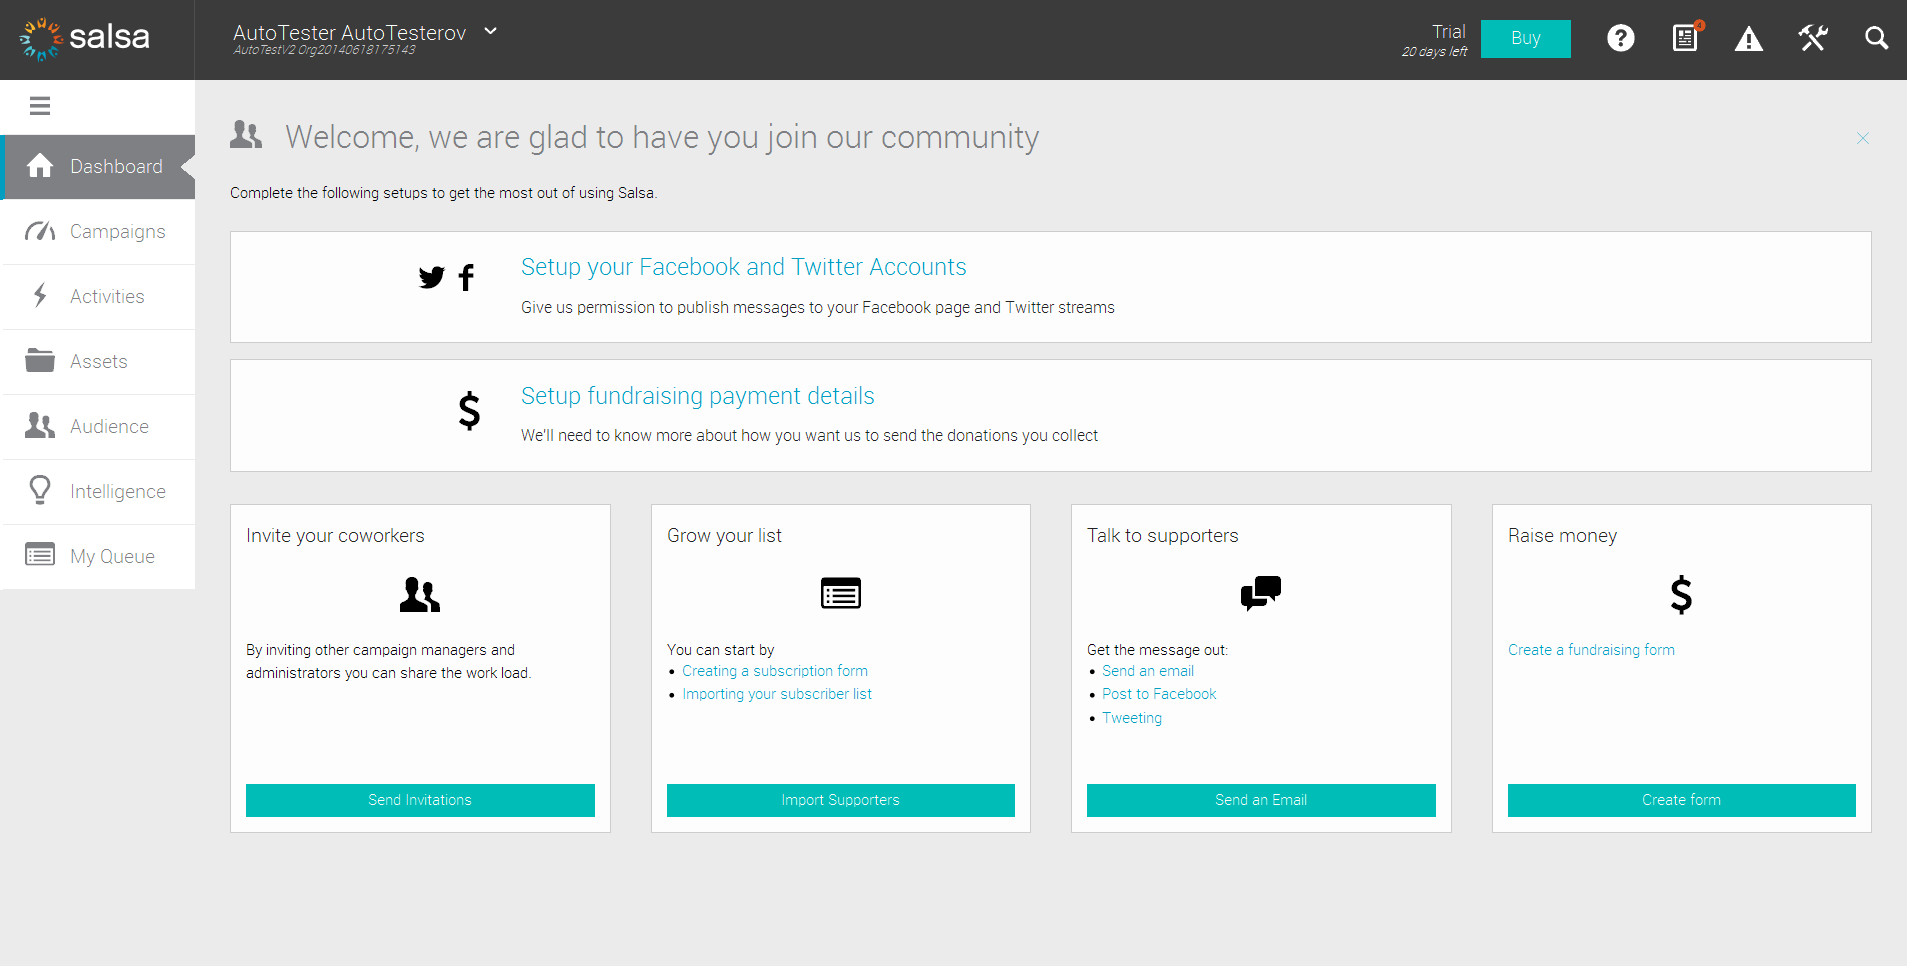 salsa
AutoTester AutoTesterov
AutoTestV2 Org20140618175143
Trial
20 days left
Buy
4
Dashboard
Campaigns
Activities
Assets
Audience
Intelligence
My Queue
Welcome, we are glad to have you join our community
Complete the following setups to get the most out of using Salsa.
Setup your Facebook and Twitter Accounts
Give us permission to publish messages to your Facebook page and Twitter streams
Setup fundraising payment details
We'll need to know more about how you want us to send the donations you collect
Invite your coworkers
By inviting other campaign managers and
administrators you can share the work load.
Send Invitations
Grow your list
You can start by
• Creating a subscription form
• Importing your subscriber list
Import Supporters
Talk to supporters
Get the message out:
• Send an email
• Post to Facebook
• Tweeting
Send an Email
Raise money
Create a fundraising form
Create form